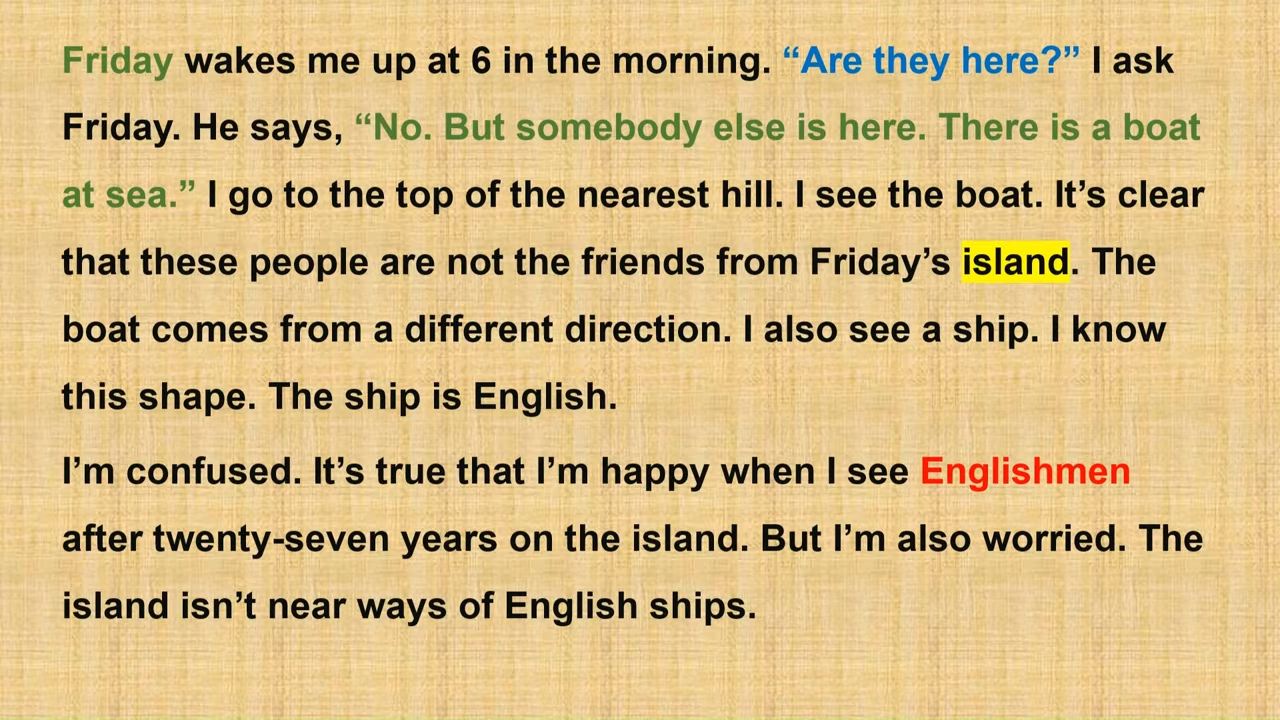 Friday wakes me up at 6 in the morning. “Are they here?” I ask
Friday. He says, “No. But somebody else is here. There is a boat
at sea.” I go to the top of the nearest hill. I see the boat. It’s clear
that these people are not the friends from Friday’s island. The
boat comes from a different direction. I also see a ship. I know
this shape. The ship is English.
I’m confused. It’s true that I’m happy when I see Englishmen
after twenty-seven years on the island. But I’m also worried. The
island isn’t near ways of English ships.